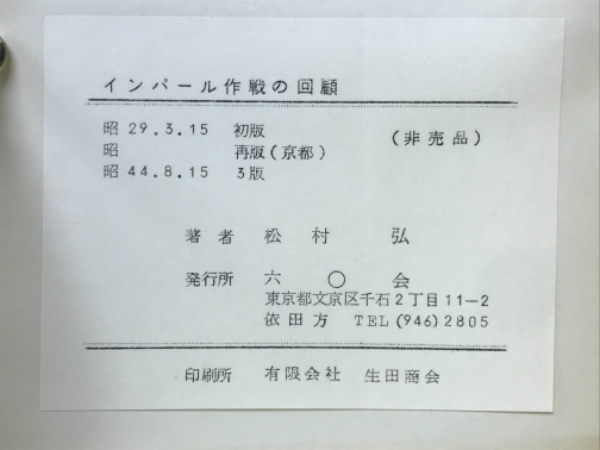 インパール作戦の回顧
昭 29.3.15 初版 (非売品)
昭 再版(京都)
昭 44.8.15 3版
著者 松村 弘
発行所 六〇会
東京都文京区千石2丁目11-2
依田方 TEL(946)2805
印刷所 有限会社 生田商会